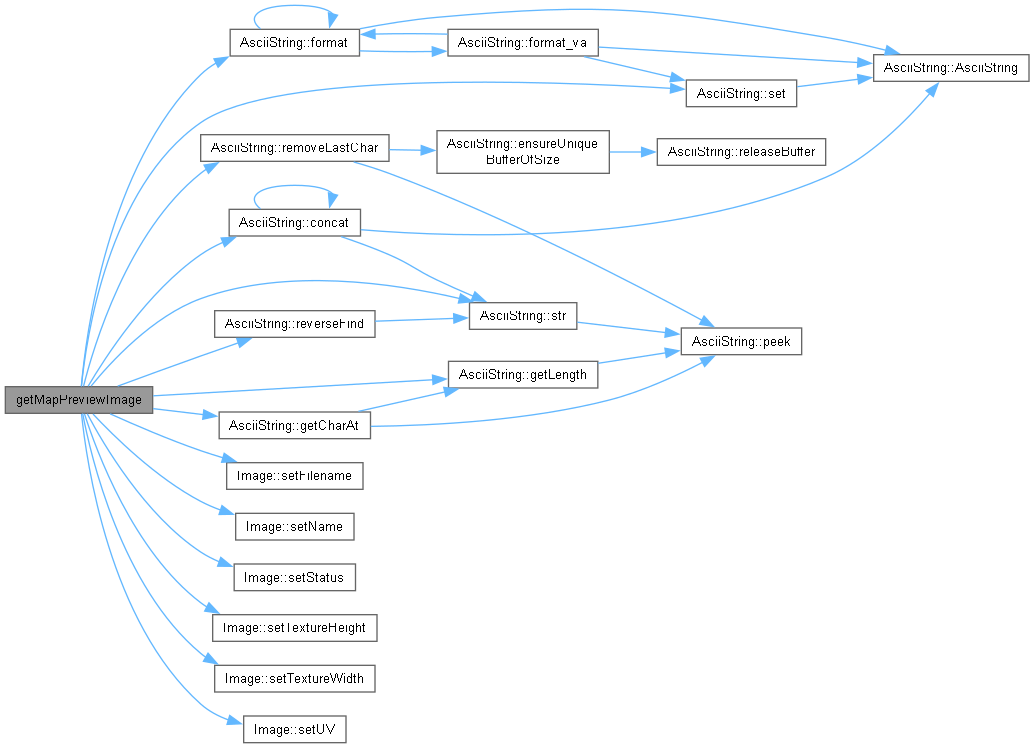 AsciiString::format
AsciiString::format_va
AsciiString::AsciiString
AsciiString::set
AsciiString::removeLastChar
AsciiString::ensureUnique
BufferOfSize
AsciiString::releaseBuffer
AsciiString::concat
AsciiString::str
AsciiString::reverseFind
AsciiString::peek
AsciiString::getLength
getMapPreviewImage
AsciiString::getCharAt
Image::setFilename
Image::setName
Image::setStatus
Image::setTextureHeight
Image::setTextureWidth
Image::setUV